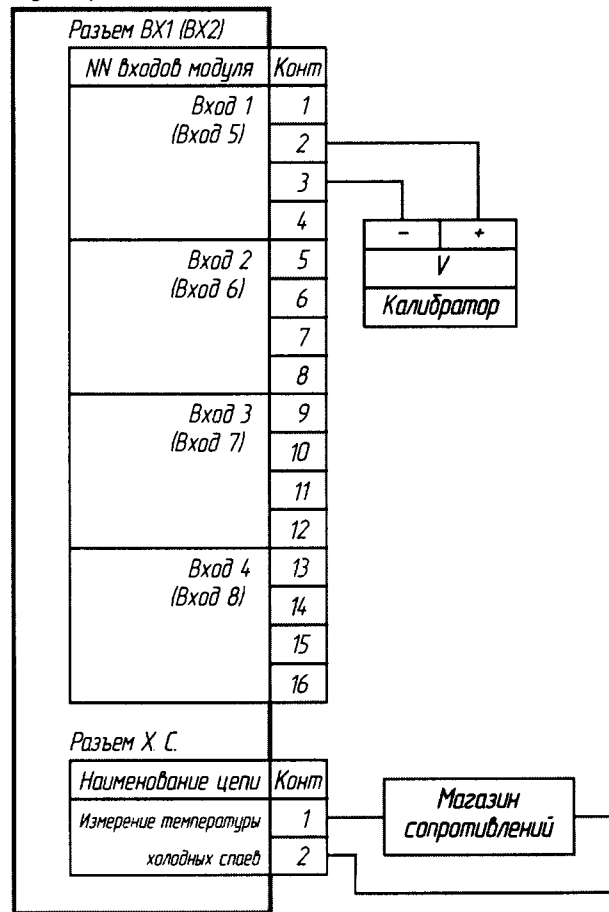 Разъем ВХ1 (ВХ2)
NN входов модуля Конт
Вход 1 1
(Вход 5) 2
3
4
Вход 2 5
(Вход 6) 6
7
8
Вход 3 9
(Вход 7) 10
11
12
Вход 4 13
(Вход 8) 14
15
16
- +
V
Калибратор
Разъем Х. С.
Наименование цепи Конт
Измерение температуры 1
холодных спаев 2
Магазин
сопротивлений